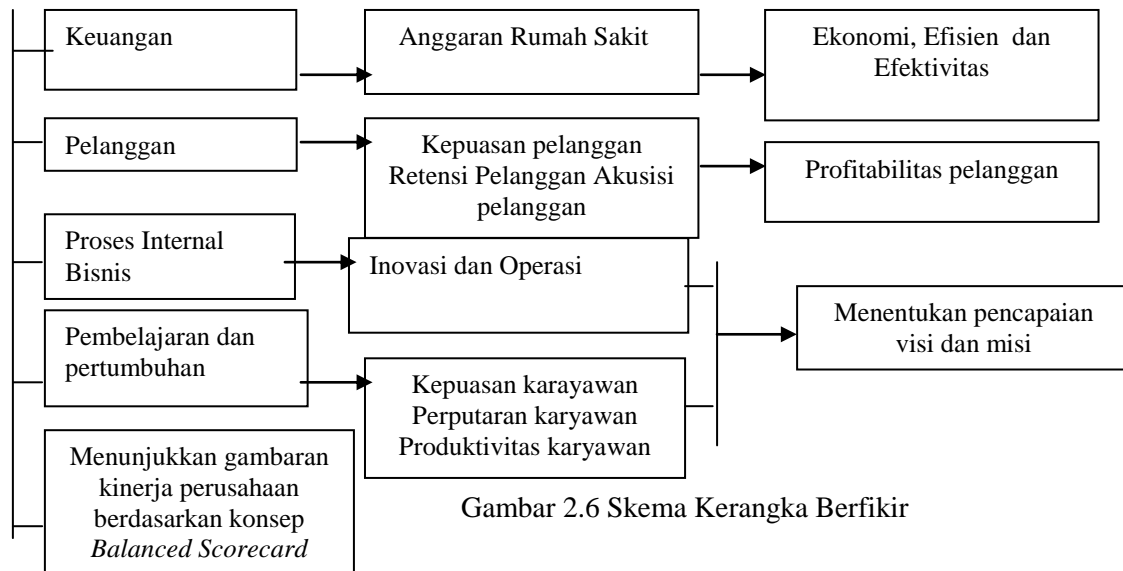 Keuangan
Anggaran Rumah Sakit
Ekonomi, Efisien dan
Efektivitas
Pelanggan
Kepuasan pelanggan
Retensi Pelanggan Akusisi
pelanggan
Profitabilitas pelanggan
Proses Internal
Bisnis
Inovasi dan Operasi
Menentukan pencapaian
visi dan misi
Pembelajaran dan
pertumbuhan
Kepuasan karayawan
Perputaran karyawan
Produktivitas karyawan
Menunjukkan gambaran
kinerja perusahaan
berdasarkan konsep
Balanced Scorecard
Gambar 2.6 Skema Kerangka Berfikir